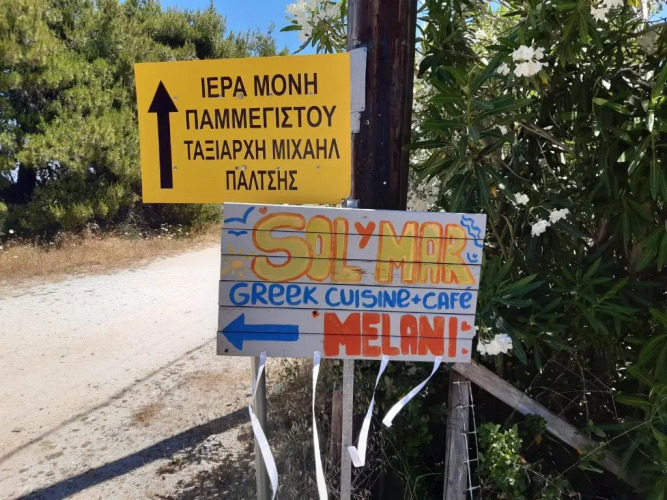 ΙΕΡΑ ΜΟΝΗ
ΠΑΜΜΕΓΙΣΤΟΥ
ΤΑΞΙΑΡΧΗ ΜΙΧΑΗΛ
ΠΑΛΤΣΗΣ
SOL Y MAR
GREEK CUISINE+CAFE
MELANI